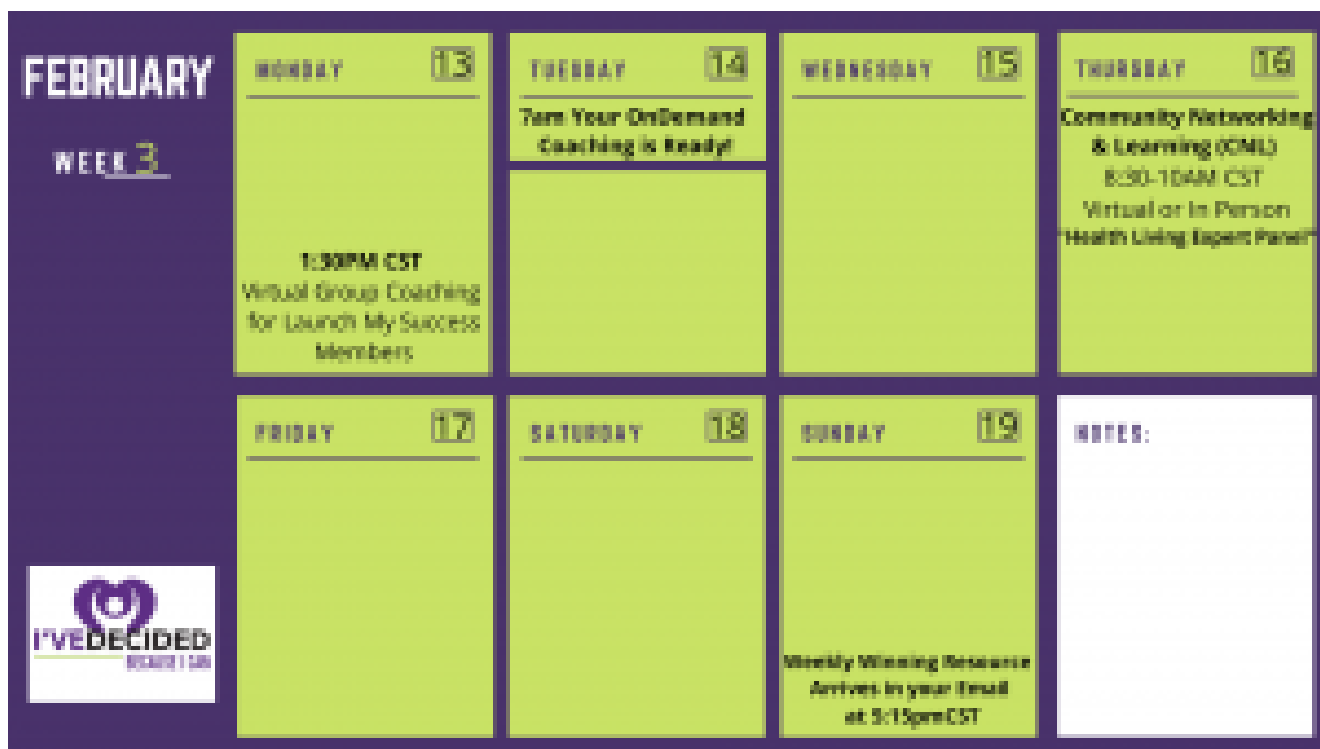 FEBRUARY
WEEK 3
MONDAY 13
1:30PM CST
Virtual Group Coaching
for Launch My Success
Members
TUESDAY 14
7am Your OnDemand
Coaching is Ready!
WEDNESDAY 15
THURSDAY 16
Community Networking
& Learning (CNL)
8:30-10AM CST
Virtual or In Person
"Health Living Expert Panel"
FRIDAY 17
SATURDAY 18
SUNDAY 19
Weekly Winning Resourse
Arrives in your Email
at 5:15pmCST
NOTES:
I'VEDECIDED
BECAUSE I CAN